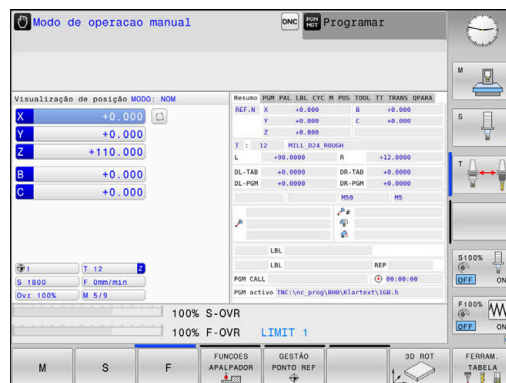 Modo de operacao manual
DNC
PGM MGT
Programar
Visualização de posição MODO: NOM
X +0.000
Y +0.000
Z +110.000
B +0.000
C +0.000
1
T 12
Z
S 1800
F 0mm/min
Ovr 100%
M 5/9
Resumo PGM PAL LBL CYC M POS TOOL TT TRANS QPARA
REF.N X +0.000 B +0.000
Y +0.000 C +0.000
Z +0.000
T : 12 MILL_D24_ROUGH
L +90.0000 R +12.0000
DL-TAB +0.0000 DR-TAB +0.0000
DL-PGM +0.0000 DR-PGM +0.0000
M50 M5
P#
LBL
LBL REP
PGM CALL 00:00:00
PGM activo TNC:\nc_prog\BHB\Klartext\1GB.h
100% S-OVR
100% F-OVR LIMIT 1
M
S
T
S100%
OFF ON
F100%
OFF ON
M
S
F
FUNCOES APALPADOR
GESTÃO PONTO REF
3D ROT
FERRAM. TABELA